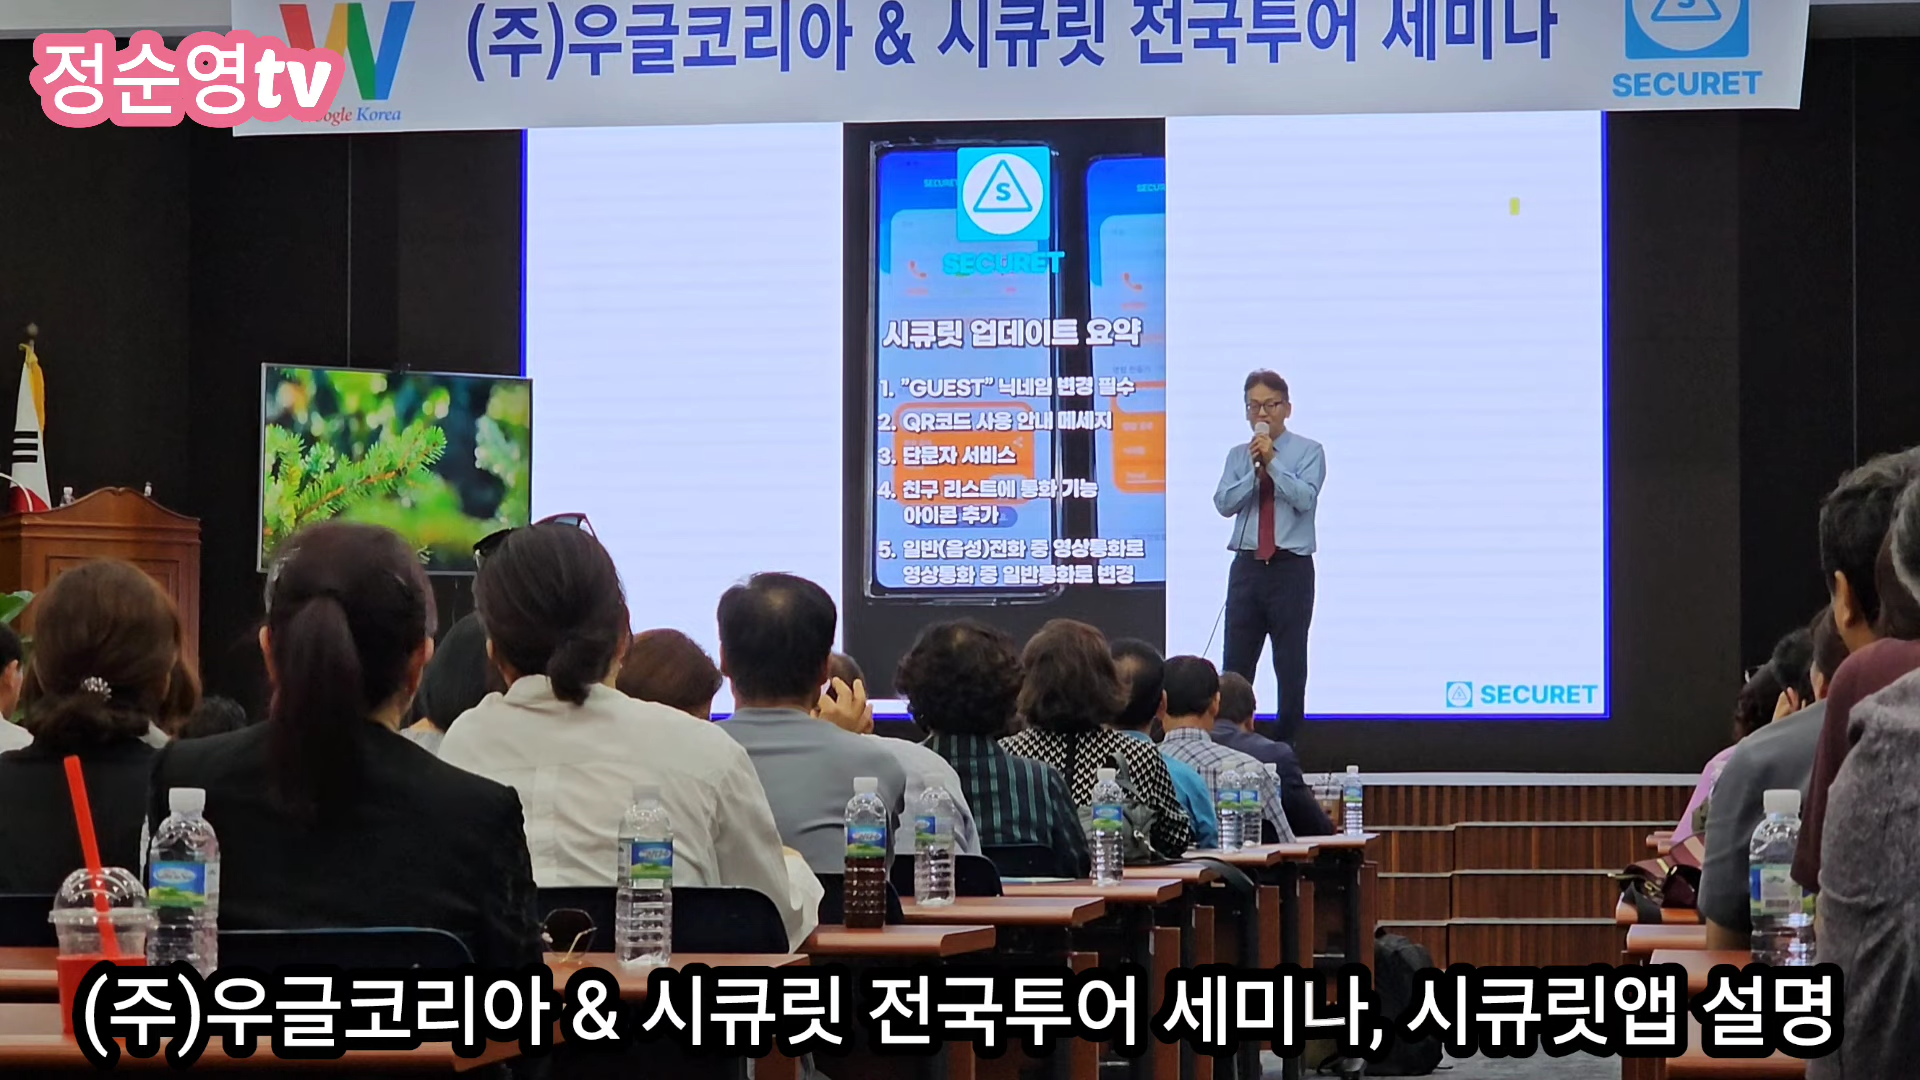 정순영tv
(주)우글코리아 & 시큐릿 전국투어 세미나
oogle Korea
S
SECURET
S
SECURET
시큐릿 업데이트 요약
1. "GUEST" 닉네임 변경 필수
2. QR코드 사용 안내 메세지
3. 단문자 서비스
4. 친구 리스트에 통화 기능
아이콘 추가
5. 일반(음성)전화 중 영상통화로
영상통화 중 일반통화로 변경
SECURET
(주)우글코리아 & 시큐릿 전국투어 세미나, 시큐릿앱 설명